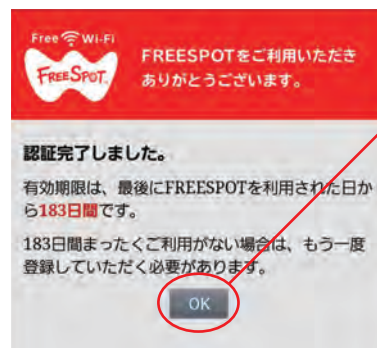 Free Wi-Fi
FREESPOT.
FREESPOTをご利用いただき
ありがとうございます。
認証完了しました。
有効期限は、最後にFREESPOTを利用された日か
ら183日間です。
183日間まったくご利用がない場合は、もう一度
登録していただく必要があります。
OK